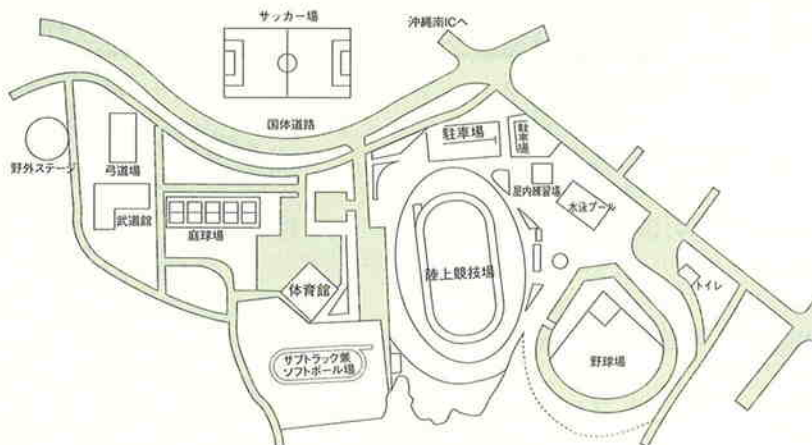 サッカー場
沖縄南ICへ
国体道路
駐車場
駐車場
野外ステージ
弓道場
屋内練習場
水泳プール
武道館
庭球場
陸上競技場
体育館
トイレ
サブトラック兼
ソフトボール場
野球場